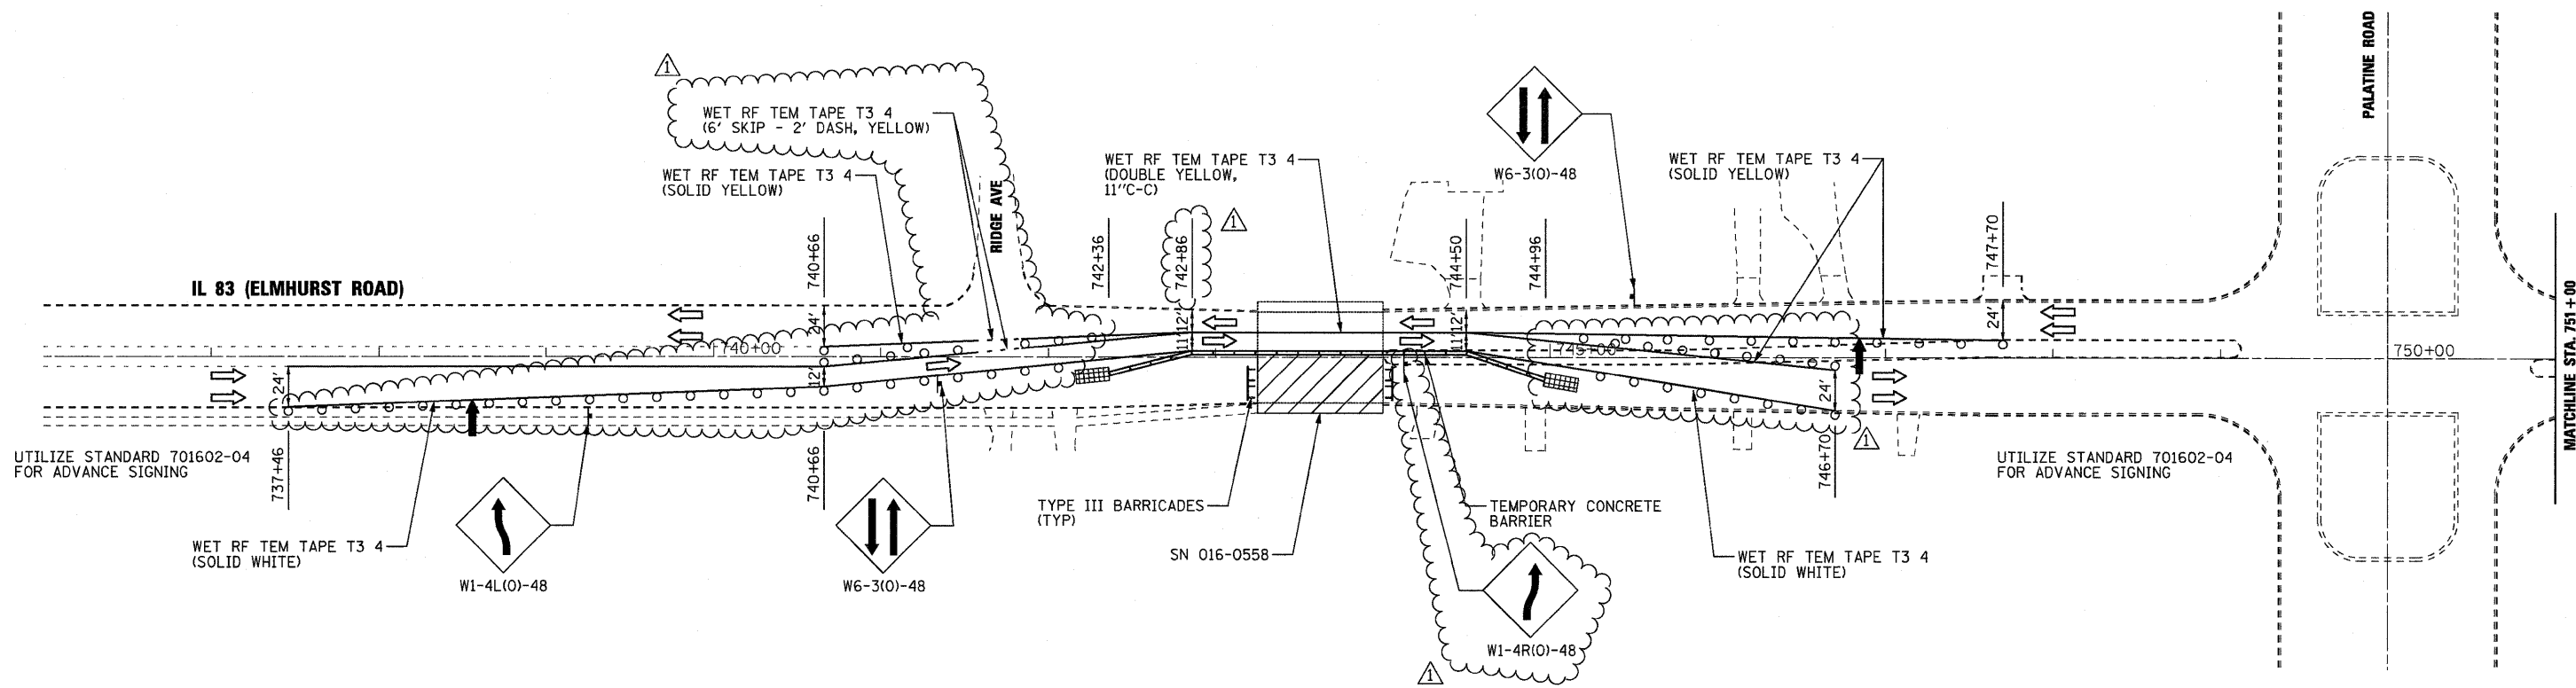 PALATINE ROAD
1
WET RF TEM TAPE T3 4
(6' SKIP - 2' DASH, YELLOW)
WET RF TEM TAPE T3 4
(SOLID YELLOW)
RIDGE AVE
WET RF TEM TAPE T3 4
(DOUBLE YELLOW,
11"C-C)
1
W6-3(O)-48
WET RF TEM TAPE T3 4
(SOLID YELLOW)
740+66
742+36
742+86
744+50
744+96
747+70
IL 83 (ELMHURST ROAD)
24'
12'
11'
12'
11'
24'
740+00
745+00
750+00
MATCHLINE STA. 751+00
24'
12'
24'
1
UTILIZE STANDARD 701602-04
FOR ADVANCE SIGNING
737+46
740+66
746+70
UTILIZE STANDARD 701602-04
FOR ADVANCE SIGNING
TYPE III BARRICADES
(TYP)
TEMPORARY CONCRETE
BARRIER
WET RF TEM TAPE T3 4
(SOLID WHITE)
W1-4L(O)-48
W6-3(O)-48
SN 016-0558
WET RF TEM TAPE T3 4
(SOLID WHITE)
W1-4R(O)-48
1